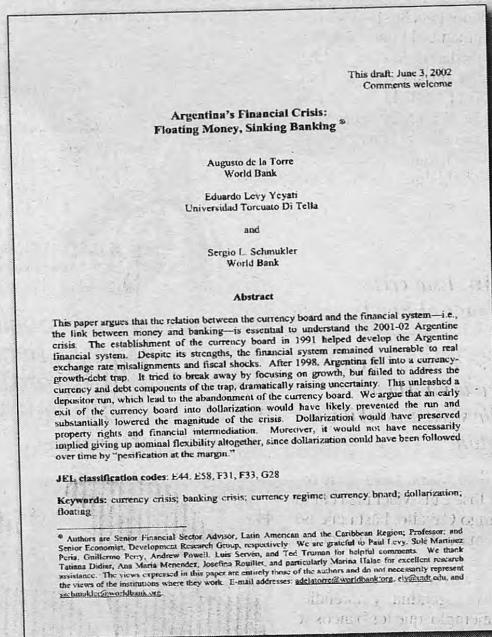 This draft: June 3, 2002
Comments welcome
Argentina's Financial Crisis:
Floating Money, Sinking Banking ®
Augusto de la Torre
World Bank
Eduardo Levy Yeyati
Universidad Torcuato Di Tella
and
Sergio L. Schmukler
World Bank
Abstract
This paper argues that the relation between the currency board and the financial system—i.e.,
the link between money and banking—is essential to understand the 2001-02 Argentine
crisis. The establishment of the currency board in 1991 helped develop the Argentine
financial system. Despite its strengths, the financial system remained vulnerable to real
exchange rate misalignments and fiscal shocks. After 1998, Argentina fell into a currency-
growth-debt trap. It tried to break away by focusing on growth, but failed to address the
currency and debt components of the trap, dramatically raising uncertainty. This unleashed a
depositor run, which lead to the abandonment of the currency board. We argue that an early
exit of the currency board into dollarization would have likely prevented the run and
substantially lowered the magnitude of the crisis. Dollarization would have preserved
property rights and financial intermediation. Moreover, it would not have necessarily
implied giving up nominal flexibility altogether, since dollarization could have been followed
over time by "pesification at the margin."
JEL classification codes: E44, E58, F31, F33, G28
Keywords: currency crisis; banking crisis; currency regime; currency board; dollarization;
floating
® Authors are Senior Financial Sector Advisor, Latin American and the Caribbean Region; Professor; and
Senior Economist, Development Research Group, respectively. We are grateful to Paul Levy, Sole Martinez
Peria, Guillermo Perry, Andrew Powell, Luis Servén, and Ted Truman for helpful comments. We thank
Tatiana Didier, Ana Maria Menendez, Josefina Rouillet, and particularly Marina Halac for excellent research
assistance. The views expressed in this paper are entirely those of the authors and do not necessarily represent
the views of the institutions where they work. E-mail addresses: adelatorre@worldbank.org, ely@utdt.edu, and
sschmukler@worldbank.org.